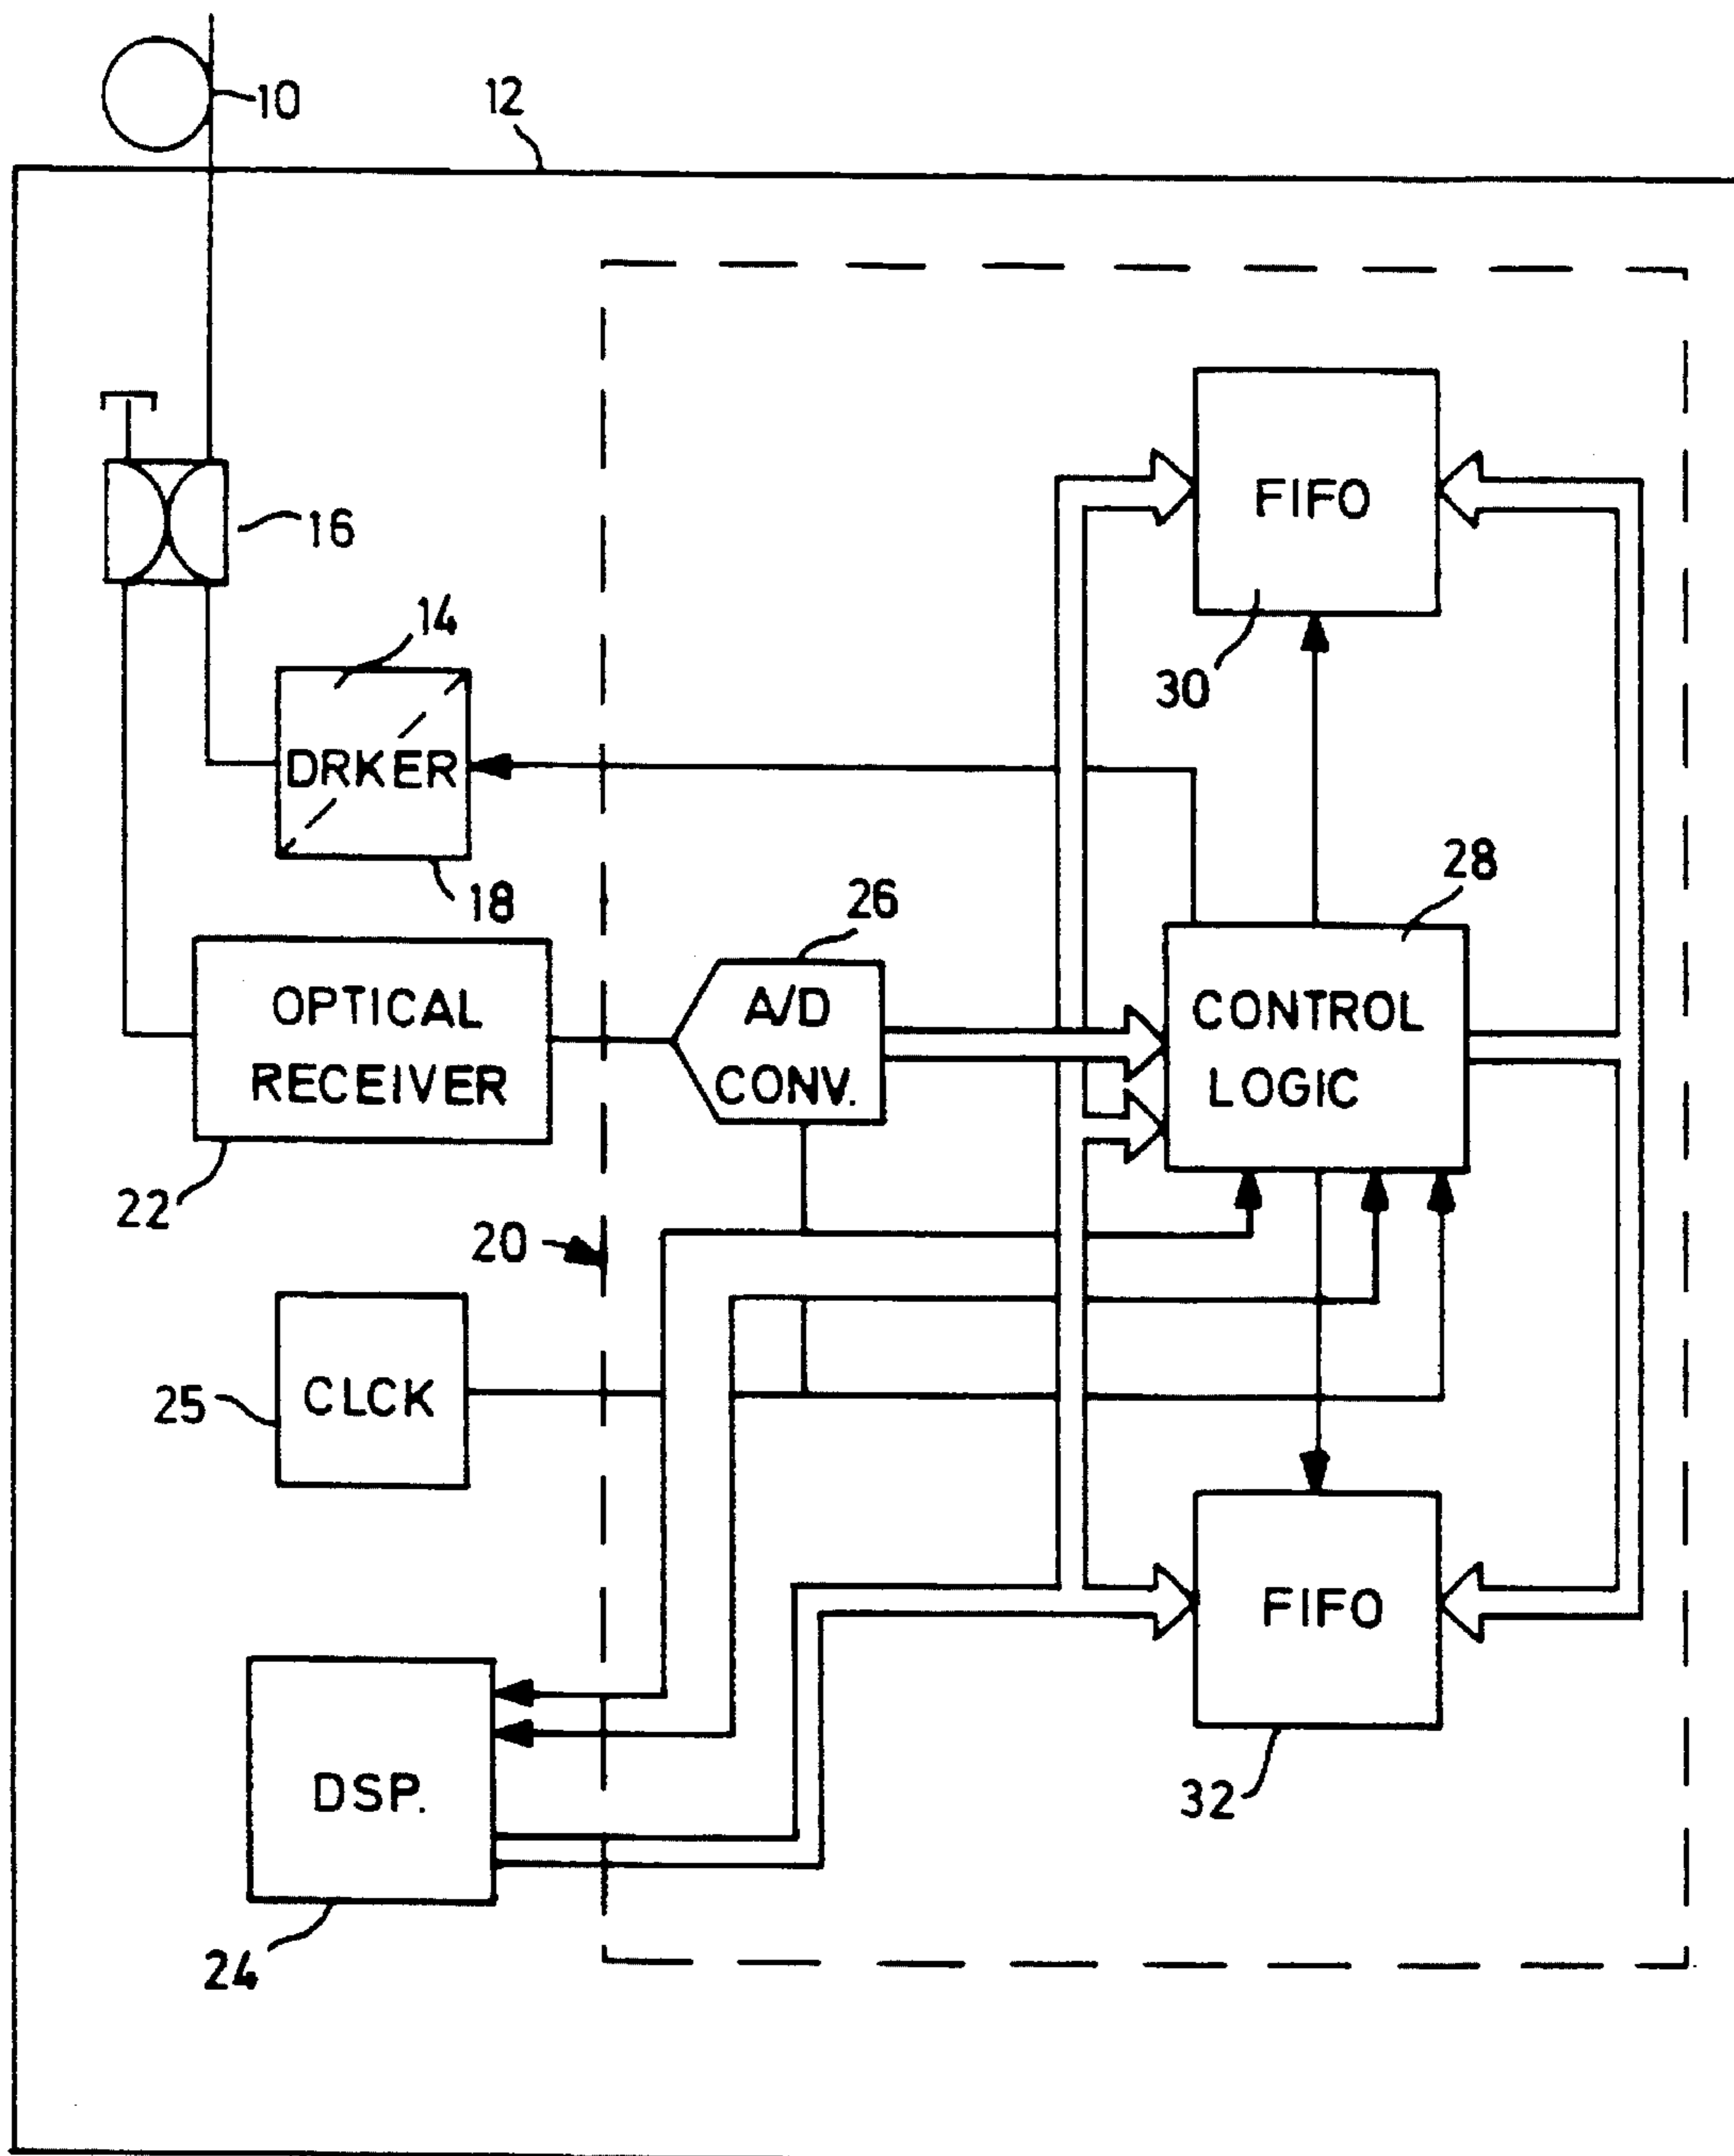 10
12
FIFO
16
14
30
DRKER
18
28
26
OPTICAL
RECEIVER
A/D
CONV.
CONTROL
LOGIC
22
20
25
CLCK
FIFO
DSP.
32
24